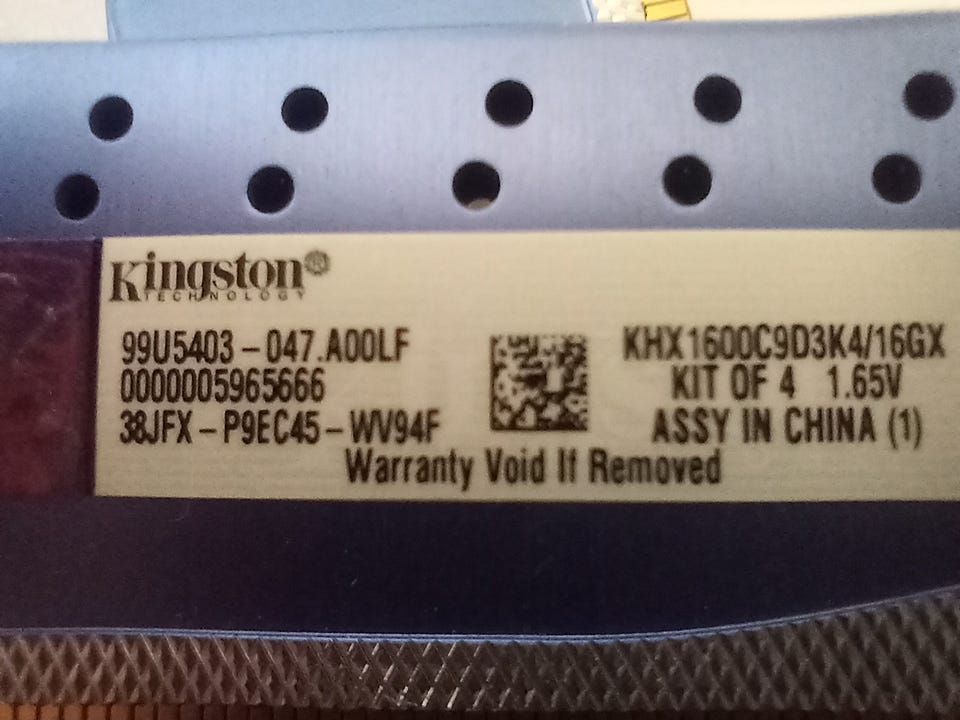 Kingston®
TECHNOLOGY
99U5403-047.A00LF
0000005965666
38JFX-P9EC45-WV94F
KHX1600C9D3K4/16GX
KIT OF 4 1.65V
ASSY IN CHINA (1)
Warranty Void If Removed